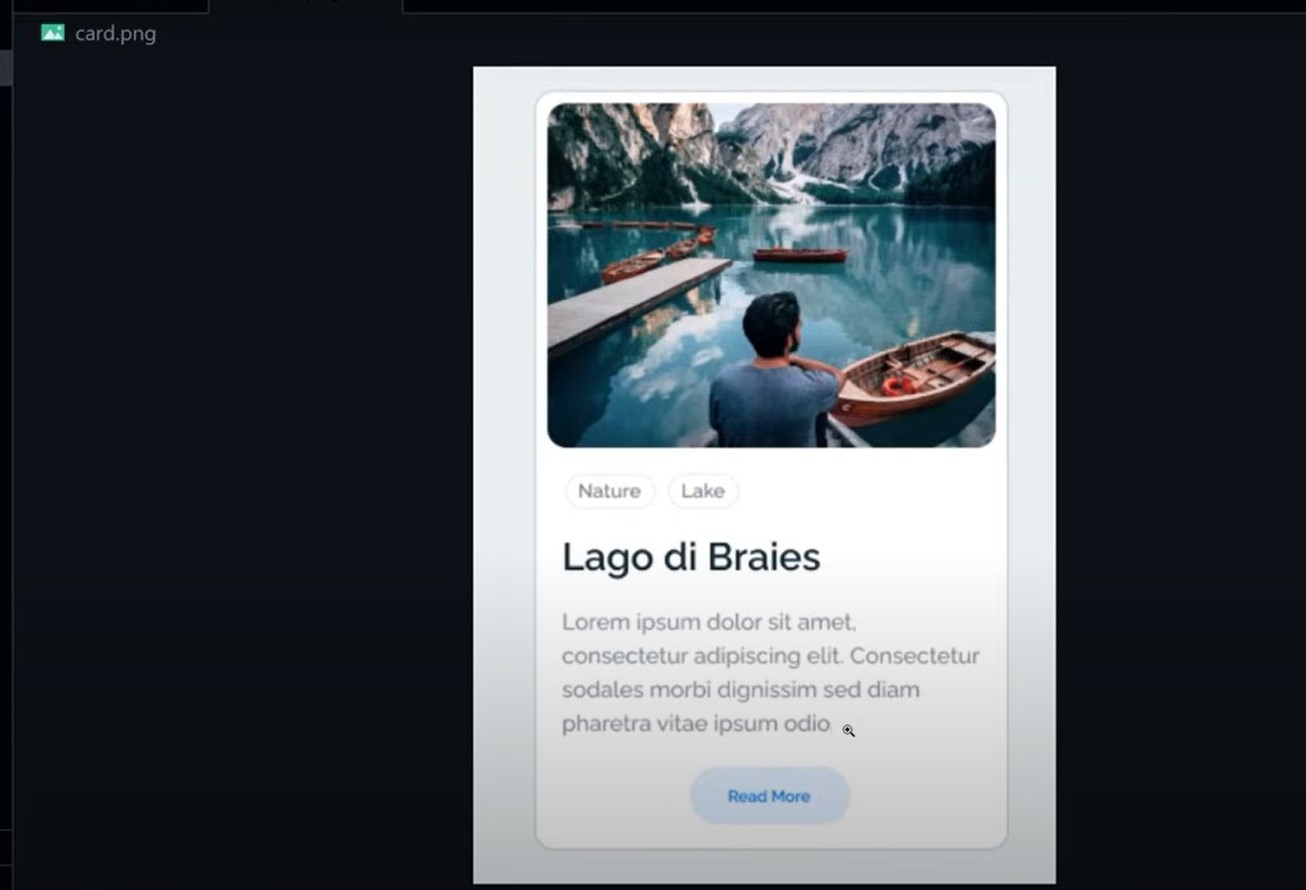 card.png
Nature
Lake
Lago di Braies
Lorem ipsum dolor sit amet,
consectetur adipiscing elit. Consectetur
sodales morbi dignissim sed diam
pharetra vitae ipsum odio.
Read More